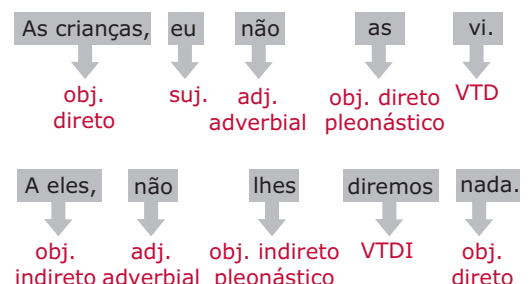 As crianças, eu não as vi.
obj. suj. adj. obj. direto VTD
direto adverbial pleonástico
A eles, não lhes diremos nada.
obj. adj. obj. indireto VTDI obj.
indireto adverbial pleonástico direto